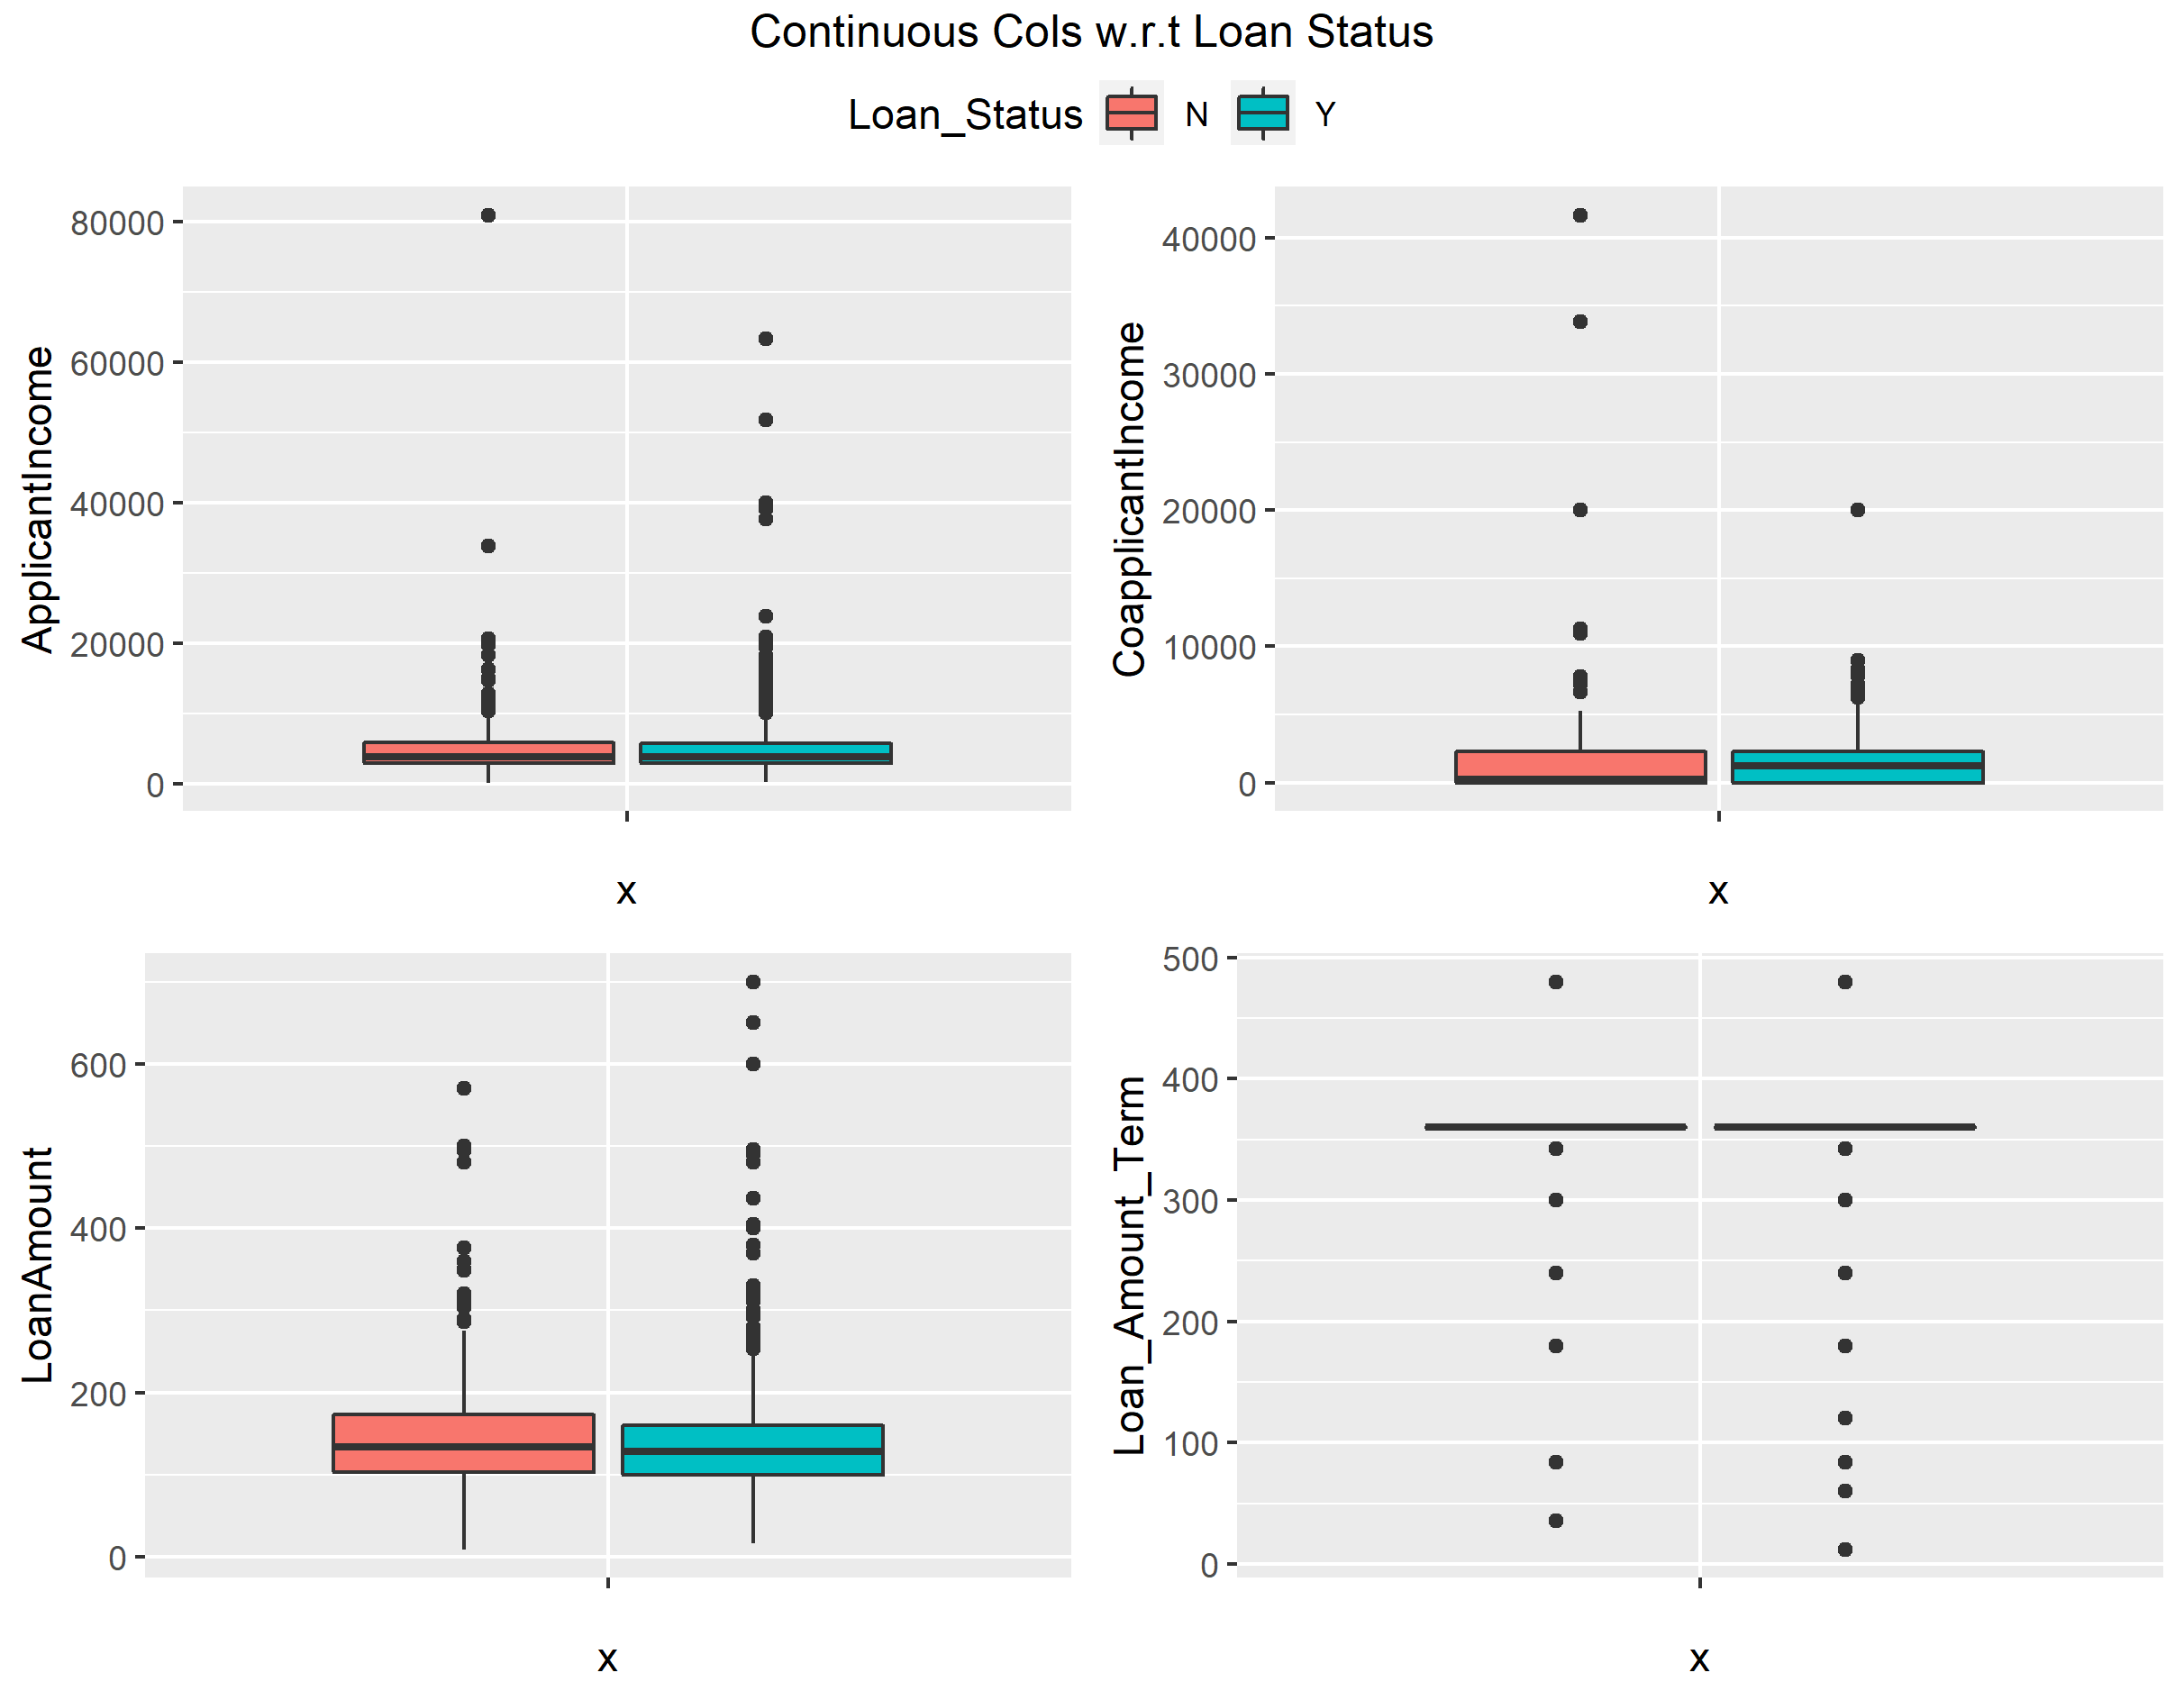 Continuous Cols w.r.t Loan Status
Loan_Status N Y
ApplicantIncome
80000
60000
40000
20000
0
x
CoapplicantIncome
40000
30000
20000
10000
0
x
LoanAmount
600
400
200
0
x
Loan_Amount_Term
500
400
300
200
100
0
x